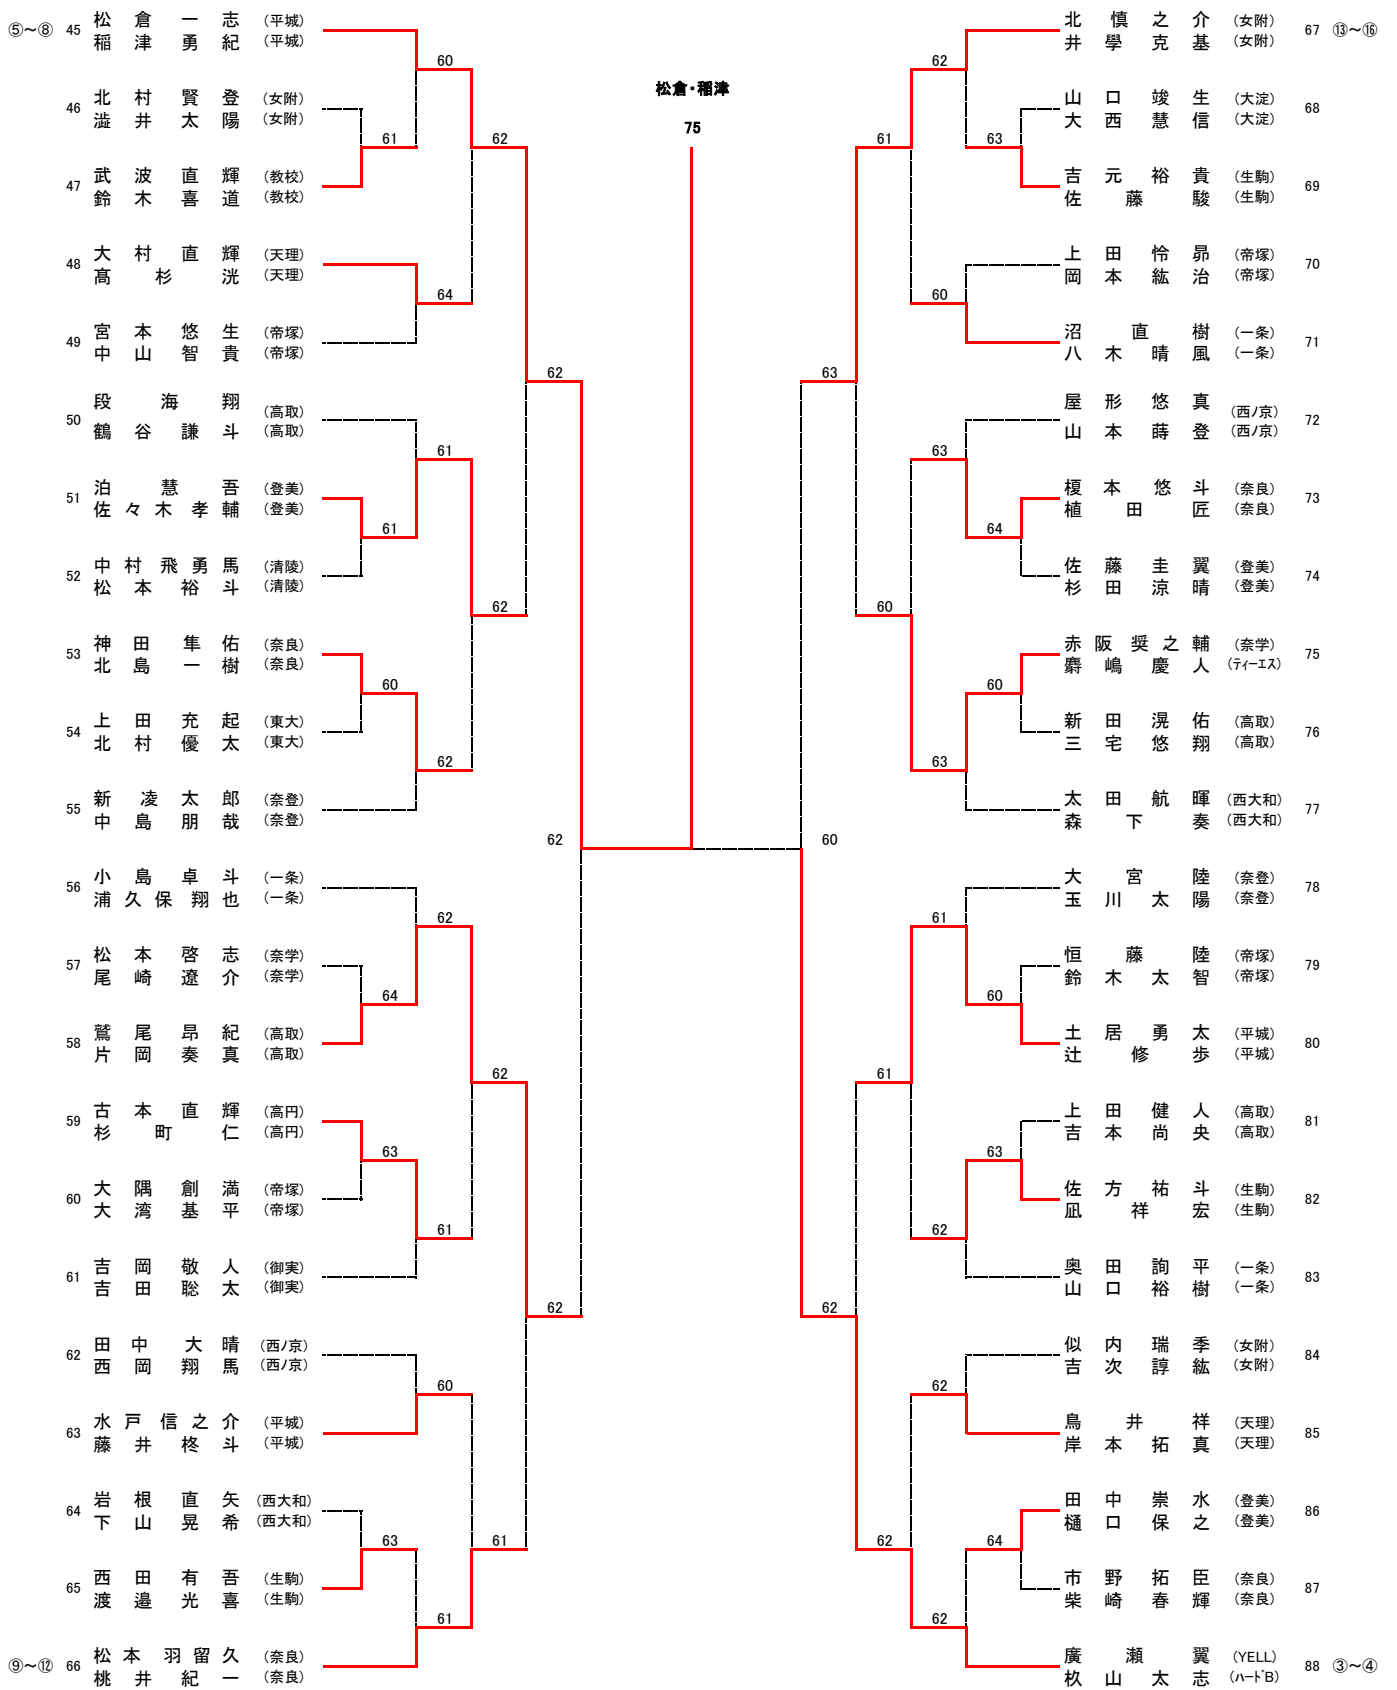 松倉・稲津
75
⑤～⑧ 45 松倉一志 (平城)
稲津勇紀 (平城)
60
46 北村賢登 (女附)
澁井太陽 (女附)
61
62
47 武波直輝 (教校)
鈴木喜道 (教校)
48 大村直輝 (天理)
髙杉洸 (天理)
64
49 宮本悠生 (帝塚)
中山智貴 (帝塚)
62
50 段海翔 (高取)
鶴谷謙斗 (高取)
61
51 泊慧吾 (登美)
佐々木孝輔 (登美)
61
52 中村飛勇馬 (清陵)
松本裕斗 (清陵)
62
53 神田隼佑 (奈良)
北島一樹 (奈良)
60
54 上田充起 (東大)
北村優太 (東大)
62
55 新凌太郎 (奈登)
中島朋哉 (奈登)
62
56 小島卓斗 (一条)
浦久保翔也 (一条)
62
57 松本啓志 (奈学)
尾崎遼介 (奈学)
64
58 鷲尾昂紀 (高取)
片岡奏真 (高取)
62
59 古本直輝 (高円)
杉町仁 (高円)
63
60 大隅創満 (帝塚)
大湾基平 (帝塚)
61
61 吉岡敬人 (御実)
吉田聡太 (御実)
62
62 田中大晴 (西ﾉ京)
西岡翔馬 (西ﾉ京)
60
63 水戸信之介 (平城)
藤井柊斗 (平城)
64 岩根直矢 (西大和)
下山晃希 (西大和)
63
61
65 西田有吾 (生駒)
渡邉光喜 (生駒)
61
⑨～⑫ 66 松本羽留久 (奈良)
桃井紀一 (奈良)
北慎之介 (女附) 67 ⑬～⑯
井學克基 (女附)
62
山口竣生 (大淀) 68
大西慧信 (大淀)
61
63
吉元裕貴 (生駒) 69
佐藤駿 (生駒)
上田怜昴 (帝塚) 70
岡本紘治 (帝塚)
60
沼直樹 (一条) 71
八木晴風 (一条)
63
屋形悠真 (西ﾉ京) 72
山本蒔登 (西ﾉ京)
63
榎本悠斗 (奈良) 73
植田匠 (奈良)
64
佐藤圭翼 (登美) 74
杉田涼晴 (登美)
60
赤阪奨之輔 (奈学) 75
麝嶋慶人 (ﾃｨｰｴｽ)
60
新田滉佑 (高取) 76
三宅悠翔 (高取)
63
太田航暉 (西大和) 77
森下奏 (西大和)
60
大宮陸 (奈登) 78
玉川太陽 (奈登)
61
恒藤陸 (帝塚) 79
鈴木太智 (帝塚)
60
土居勇太 (平城) 80
辻修歩 (平城)
61
上田健人 (高取) 81
吉本尚央 (高取)
63
佐方祐斗 (生駒) 82
凪祥宏 (生駒)
62
奥田詢平 (一条) 83
山口裕樹 (一条)
62
似内瑞季 (女附) 84
吉次諄紘 (女附)
62
鳥井祥 (天理) 85
岸本拓真 (天理)
田中崇水 (登美) 86
樋口保之 (登美)
62
64
市野拓臣 (奈良) 87
柴崎春輝 (奈良)
62
廣瀬翼 (YELL) 88 ③～④
杦山太志 (ﾊｰﾄﾞB)